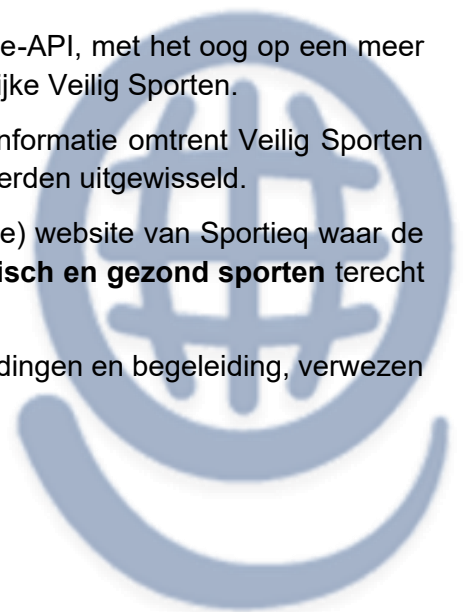 e-API, met het oog op een meer
ijke Veilig Sporten.
nformatie omtrent Veilig Sporten
erden uitgewisseld.
e) website van Sportieq waar de
isch en gezond sporten terecht
dingen en begeleiding, verwezen